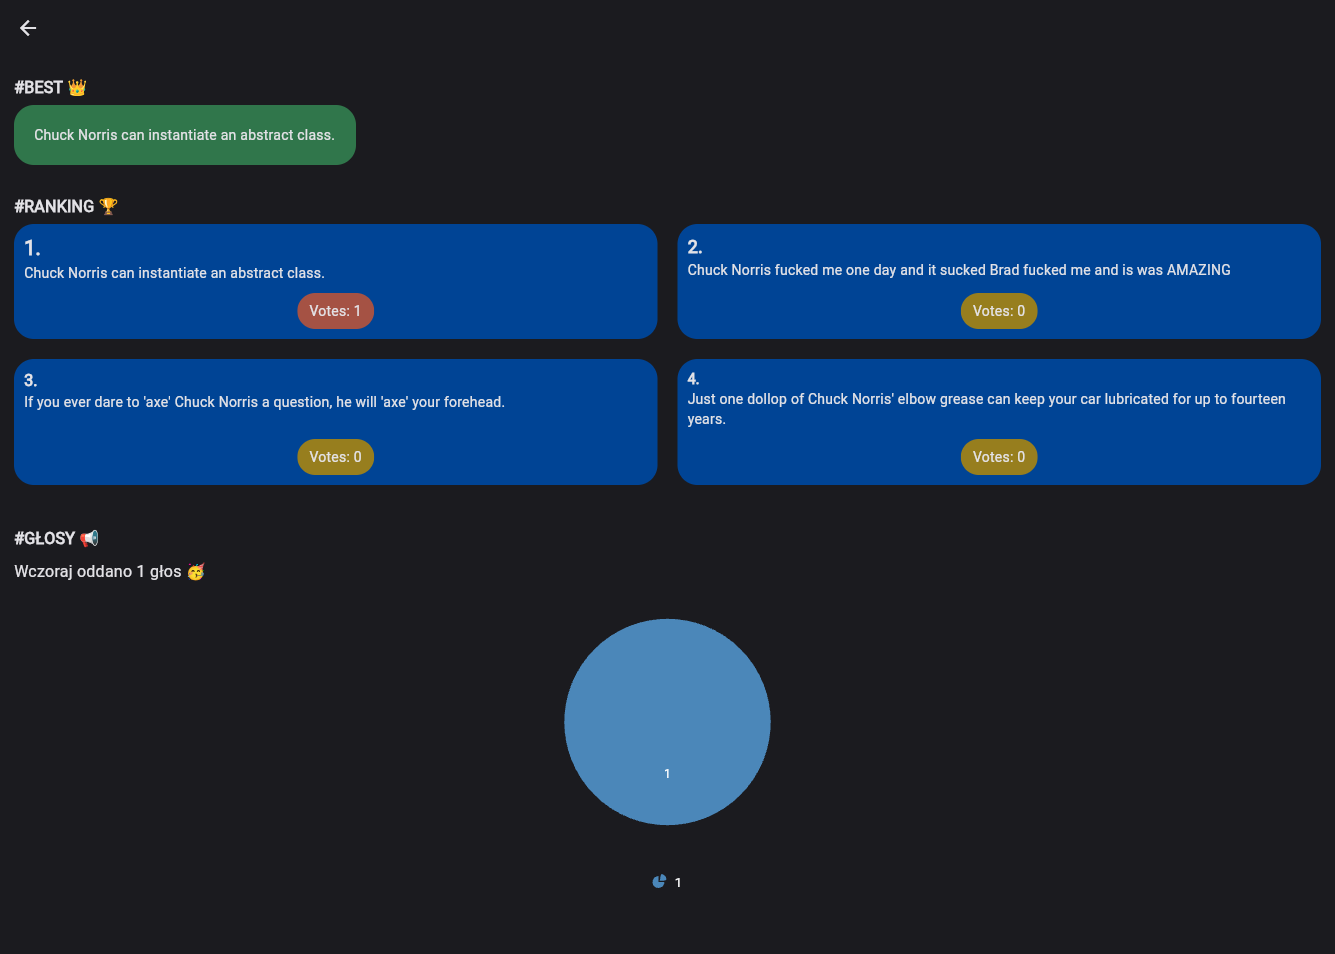 #BEST 👑
Chuck Norris can instantiate an abstract class.
#RANKING 🏆
1.
Chuck Norris can instantiate an abstract class.
Votes: 1
2.
Chuck Norris fucked me one day and it sucked Brad fucked me and is was AMAZING
Votes: 0
3.
If you ever dare to 'axe' Chuck Norris a question, he will 'axe' your forehead.
Votes: 0
4.
Just one dollop of Chuck Norris' elbow grease can keep your car lubricated for up to fourteen
years.
Votes: 0
#GŁOSY 📢
Wczoraj oddano 1 głos 🥳
1
1